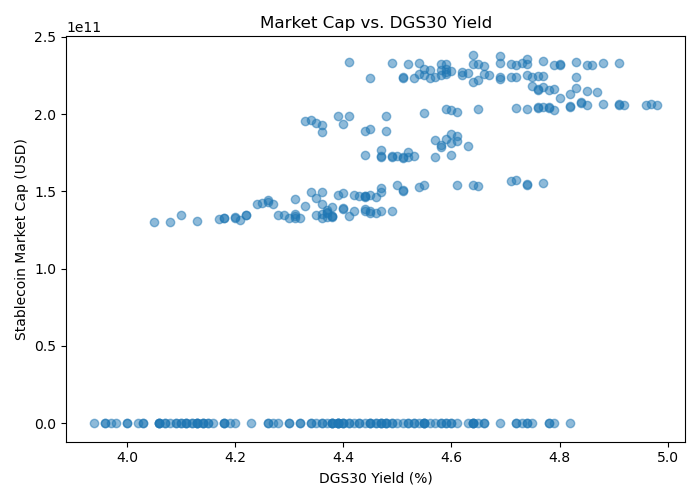 Market Cap vs. DGS30 Yield
1e11
2.5
2.0
1.5
1.0
0.5
0.0
Stablecoin Market Cap (USD)
4.0 4.2 4.4 4.6 4.8 5.0
DGS30 Yield (%)